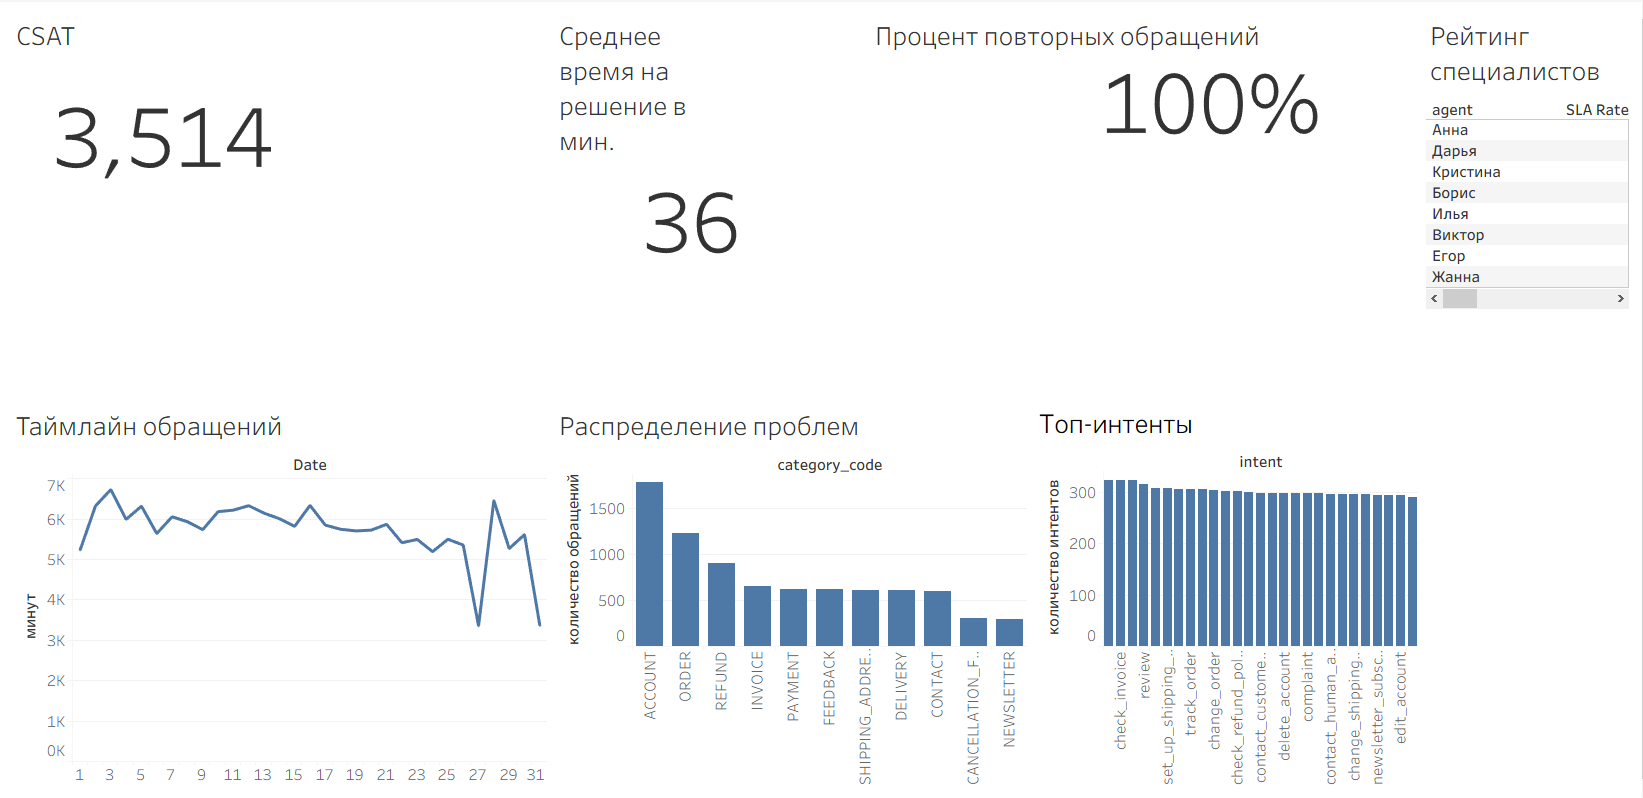 CSAT
3,514
Среднее
время на
решение в
мин.
36
Процент повторных обращений
100%
Рейтинг
специалистов
agent SLA Rate
Анна
Дарья
Кристина
Борис
Илья
Виктор
Егор
Жанна
Таймлайн обращений
Date
минут
7K
6K
5K
4K
3K
2K
1K
0K
1 3 5 7 9 11 13 15 17 19 21 23 25 27 29 31
Распределение проблем
category_code
количество обращений
1500
1000
500
0
ACCOUNT
ORDER
REFUND
INVOICE
PAYMENT
FEEDBACK
SHIPPING_ADDRE..
DELIVERY
CONTACT
CANCELLATION_F..
NEWSLETTER
Топ-интенты
intent
количество интентов
300
200
100
0
check_invoice
review
set_up_shipping_..
track_order
change_order
check_refund_pol..
contact_custome..
delete_account
complaint
contact_human_a..
change_shipping..
newsletter_subsc..
edit_account